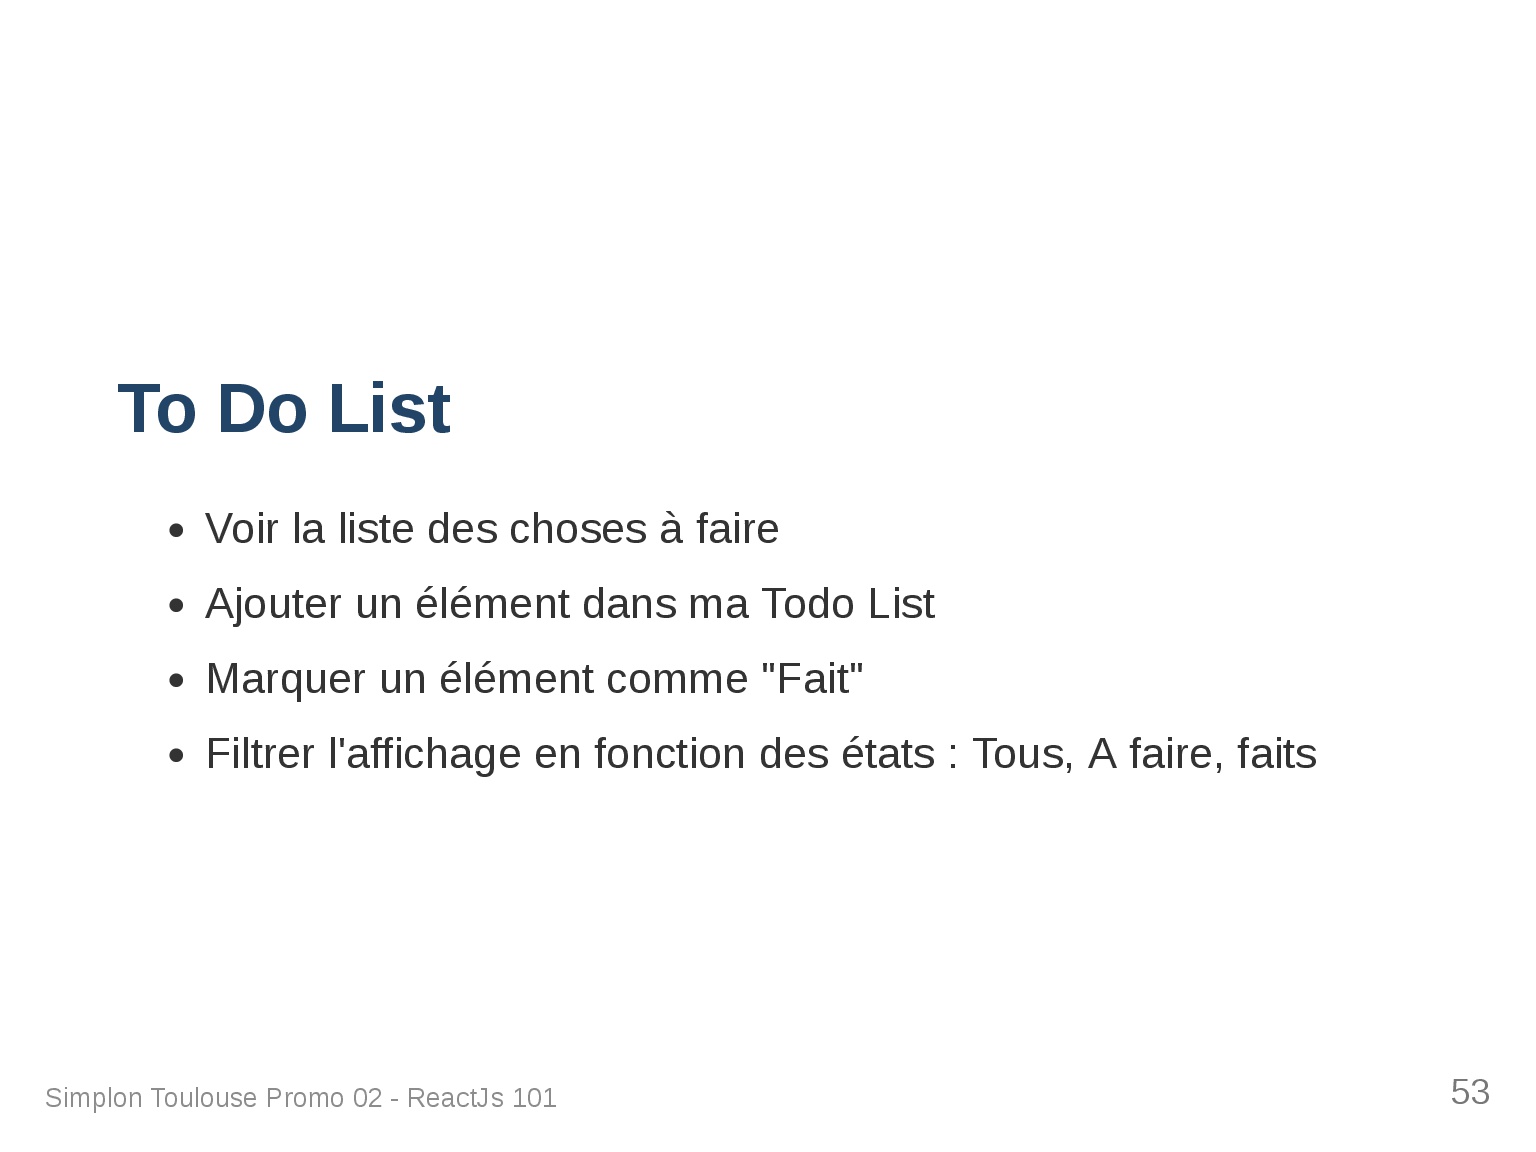 To Do List
• Voir la liste des choses à faire
• Ajouter un élément dans ma Todo List
• Marquer un élément comme "Fait"
• Filtrer l'affichage en fonction des états : Tous, A faire, faits
Simplon Toulouse Promo 02 - ReactJs 101
53